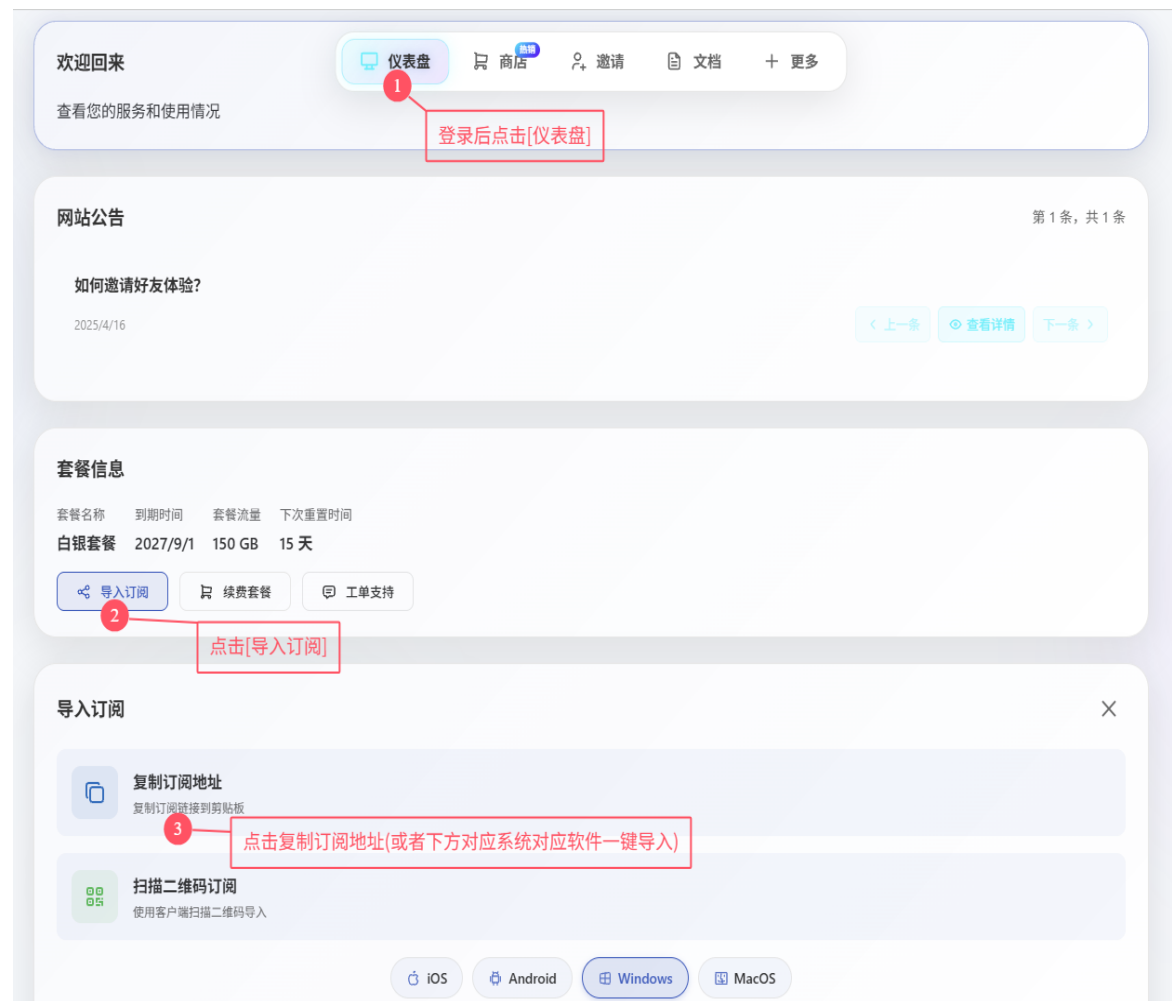 欢迎回来
仪表盘
商店
热销
邀请
文档
更多
1
查看您的服务和使用情况
登录后点击[仪表盘]
网站公告
第 1 条，共 1 条
如何邀请好友体验？
2025/4/16
上一条
查看详情
下一条
套餐信息
套餐名称 到期时间 套餐流量 下次重置时间
白银套餐 2027/9/1 150 GB 15 天
导入订阅
续费套餐
工单支持
2
点击[导入订阅]
导入订阅
复制订阅地址
复制订阅链接到剪贴板
3
点击复制订阅地址(或者下方对应系统对应软件一键导入)
扫描二维码订阅
使用客户端扫描二维码导入
iOS
Android
Windows
MacOS